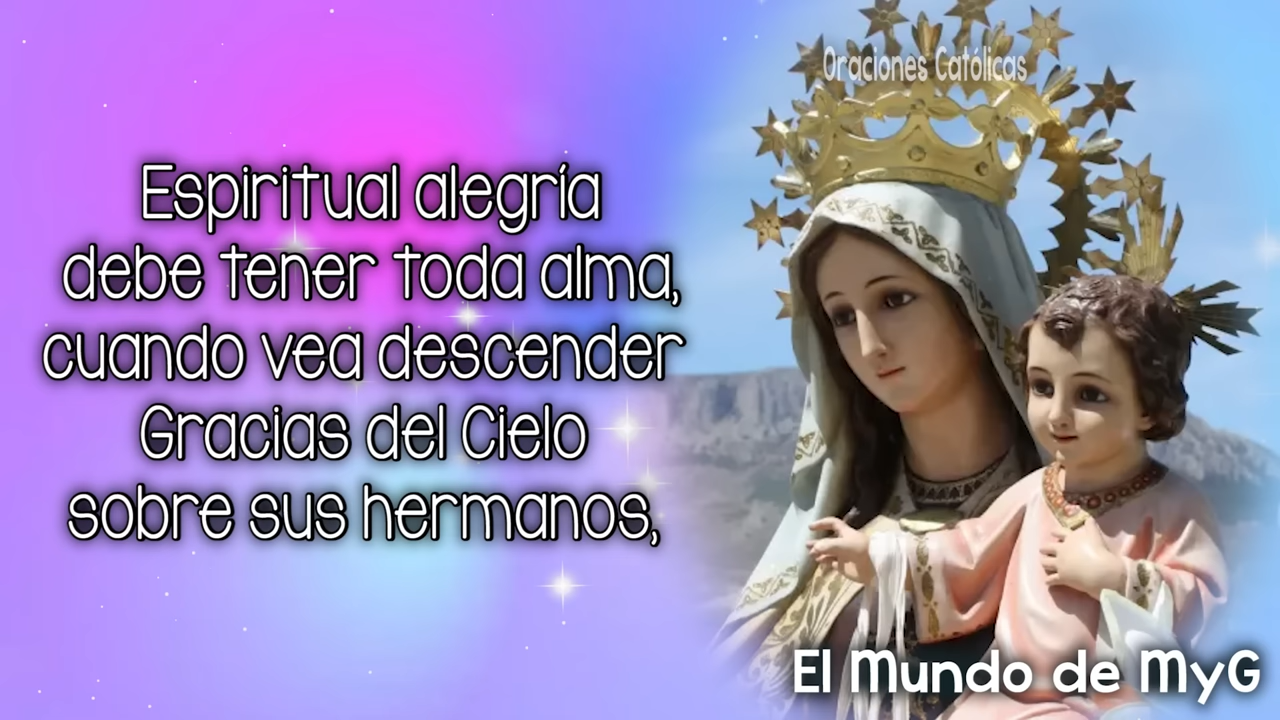 Oraciones Católicas
Espiritual alegría
debe tener toda alma,
cuando vea descender
Gracias del Cielo
sobre sus hermanos,
El Mundo de MyG